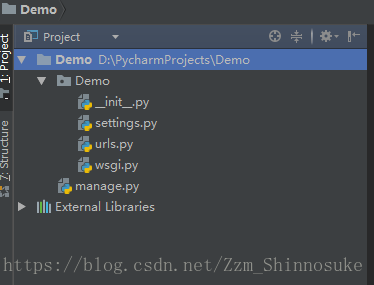 Demo
Project
1: Project
Demo D:\PycharmProjects\Demo
Demo
__init__.py
settings.py
urls.py
wsgi.py
manage.py
External Libraries
7: Structure
https://blog.csdn.net/Zzm_Shinnosuke